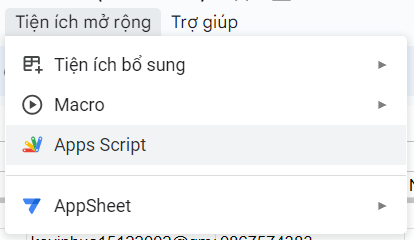 Tiện ích mở rộng Trợ giúp
Tiện ích bổ sung
Macro
Apps Script
AppSheet